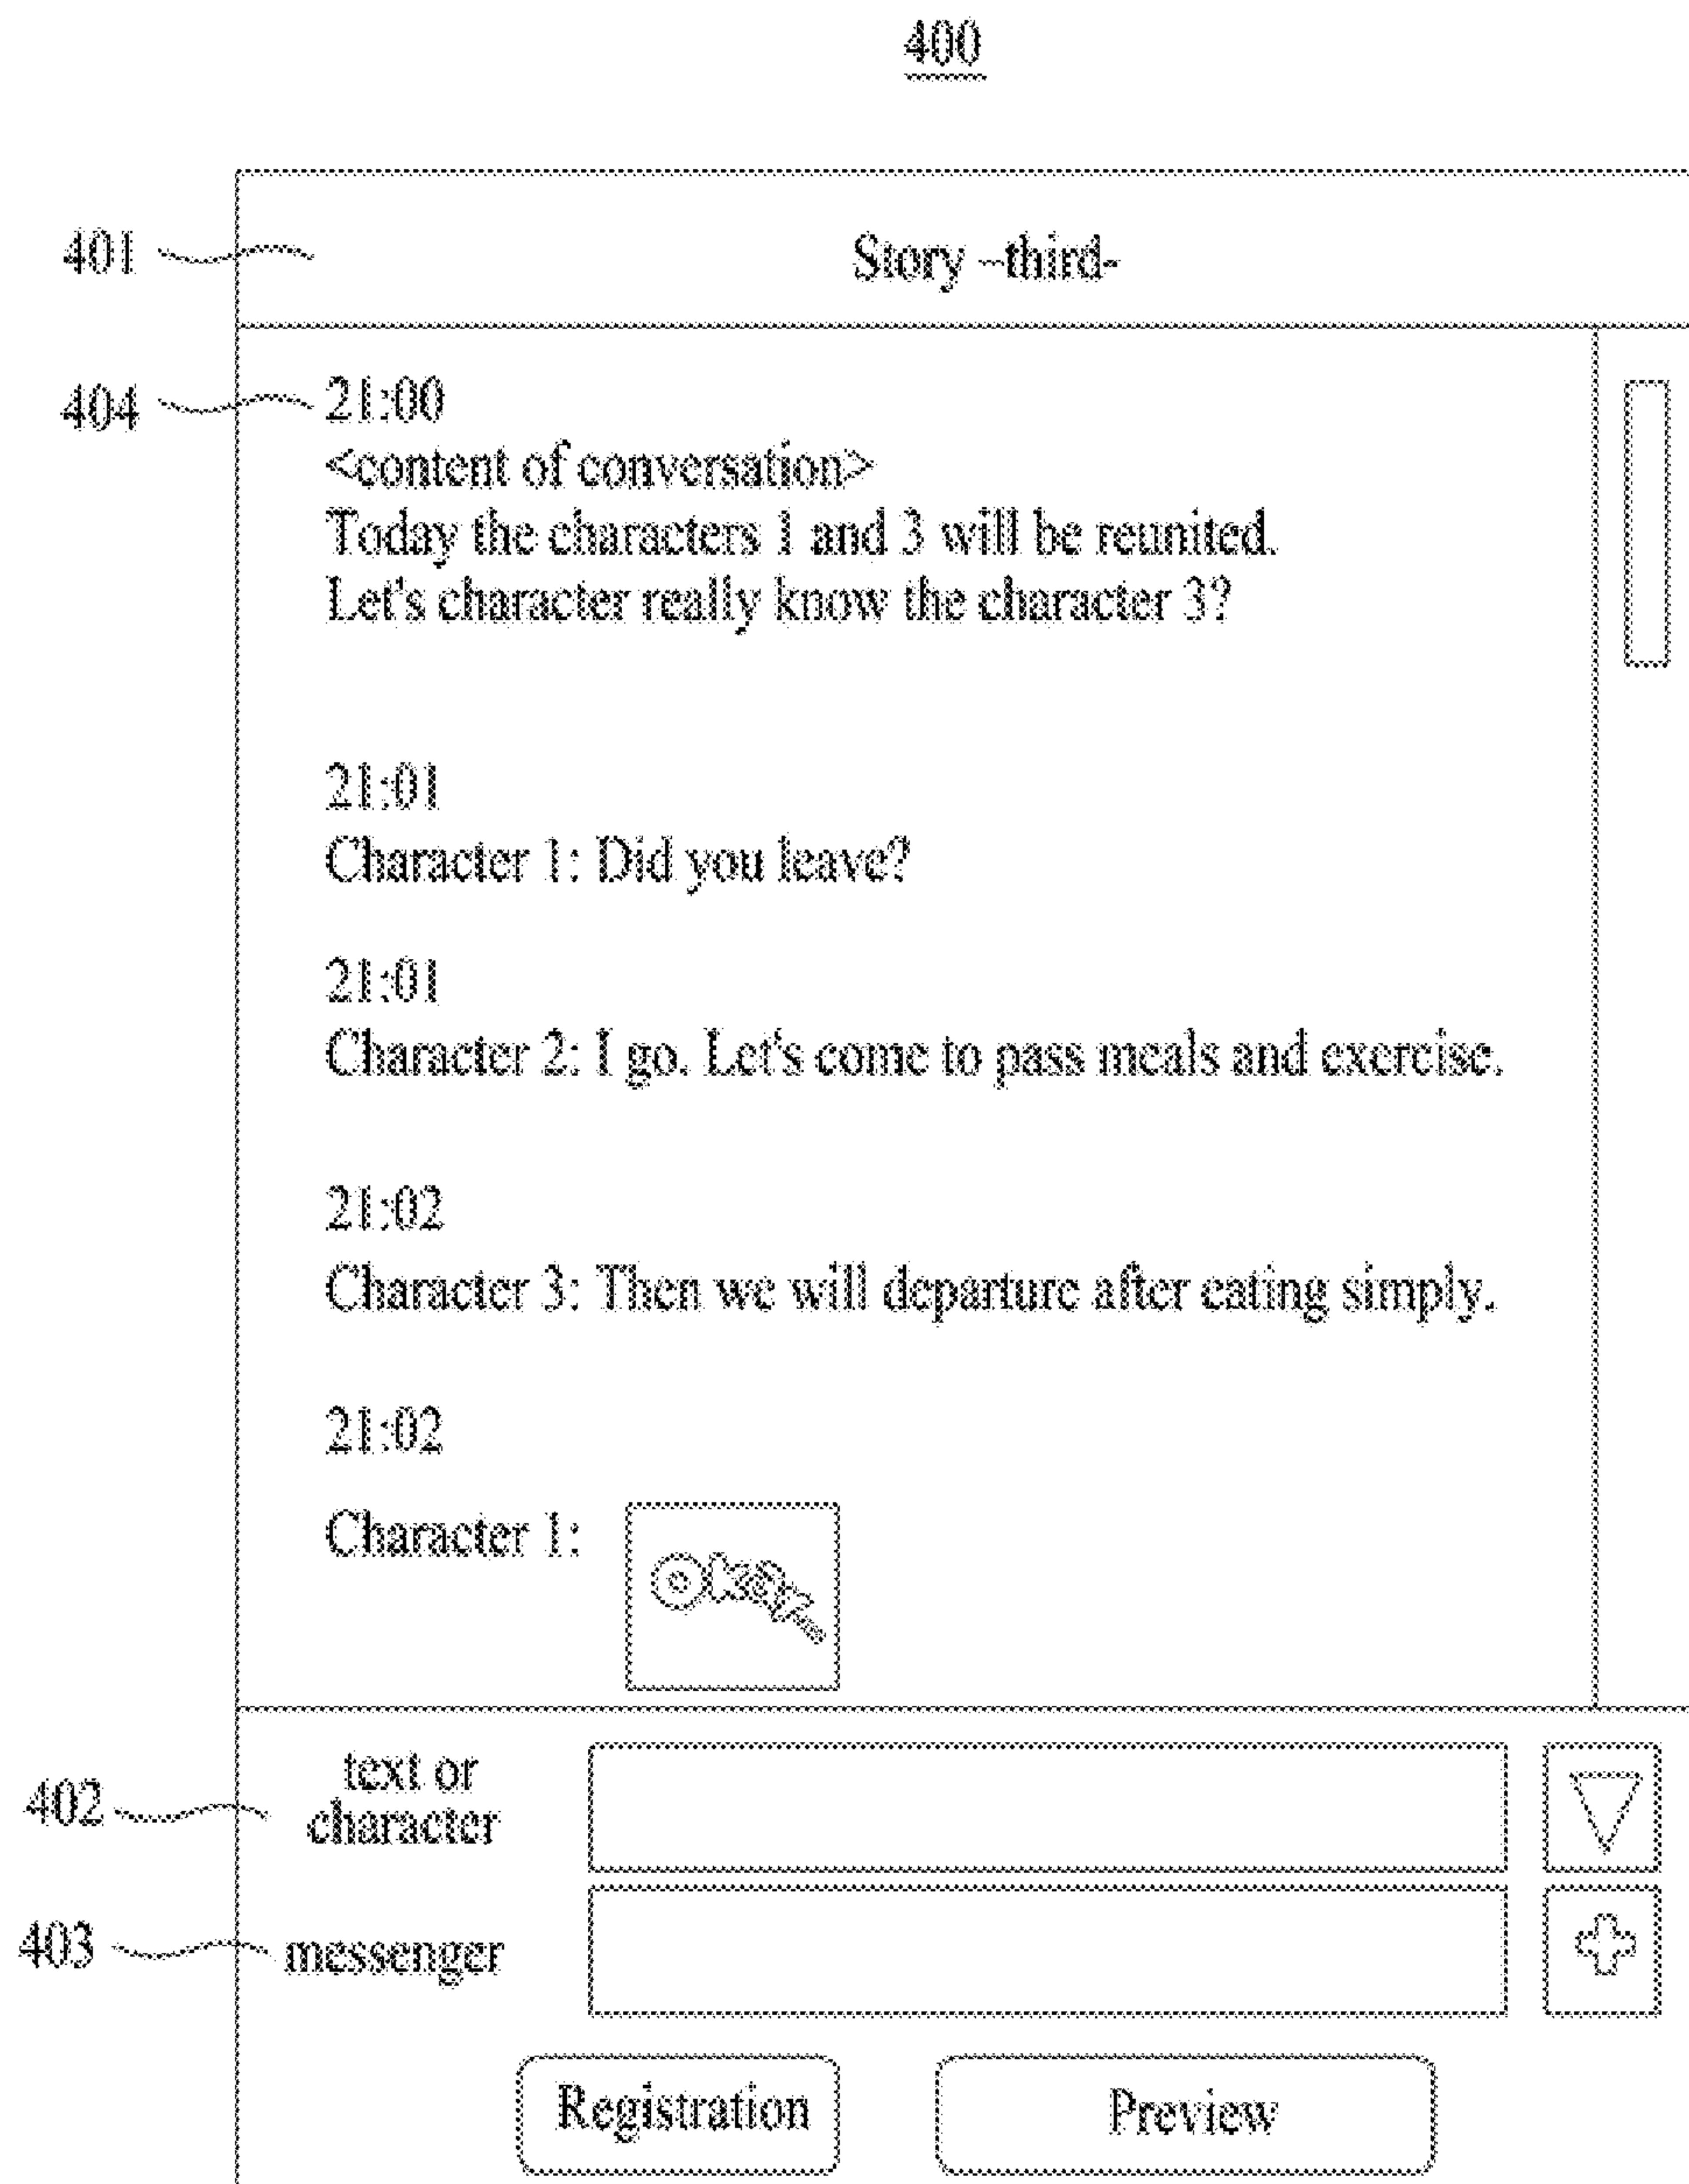 400
401
Story –third-
404
21:00
<content of conversation>
Today the characters 1 and 3 will be reunited.
Let's character really know the character 3?
21:01
Character 1: Did you leave?
21:01
Character 2: I go. Let's come to pass meals and exercise.
21:02
Character 3: Then we will departure after eating simply.
21:02
Character 1:
402
text or
character
403
messenger
Registration
Preview